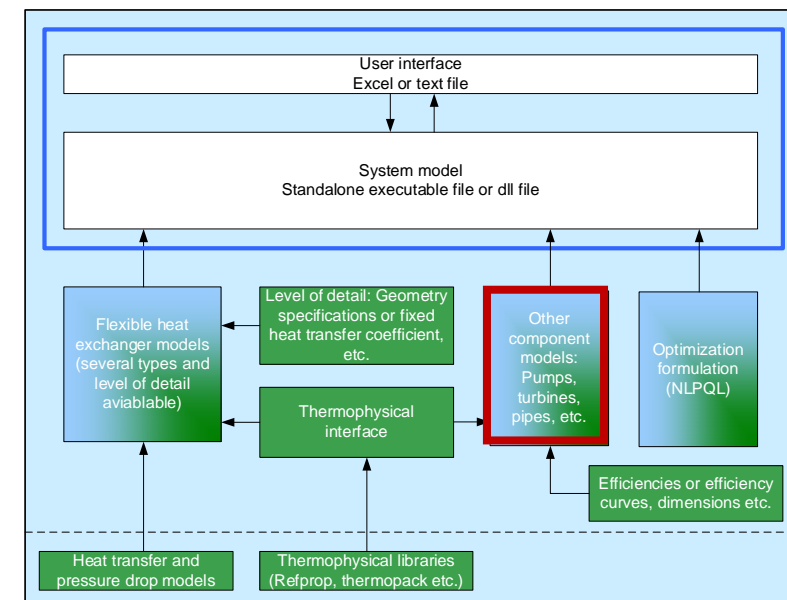 User interface
Excel or text file
System model
Standalone executable file or dll file
Flexible heat
exchanger models
(several types and
level of detail
aviablable)
Level of detail: Geometry
specifications or fixed
heat transfer coefficient,
etc.
Thermophysical
interface
Other
component
models:
Pumps,
turbines,
pipes, etc.
Optimization
formulation
(NLPQL)
Efficiencies or efficiency
curves, dimensions etc.
Heat transfer and
pressure drop models
Thermophysical libraries
(Refprop, thermopack etc.)